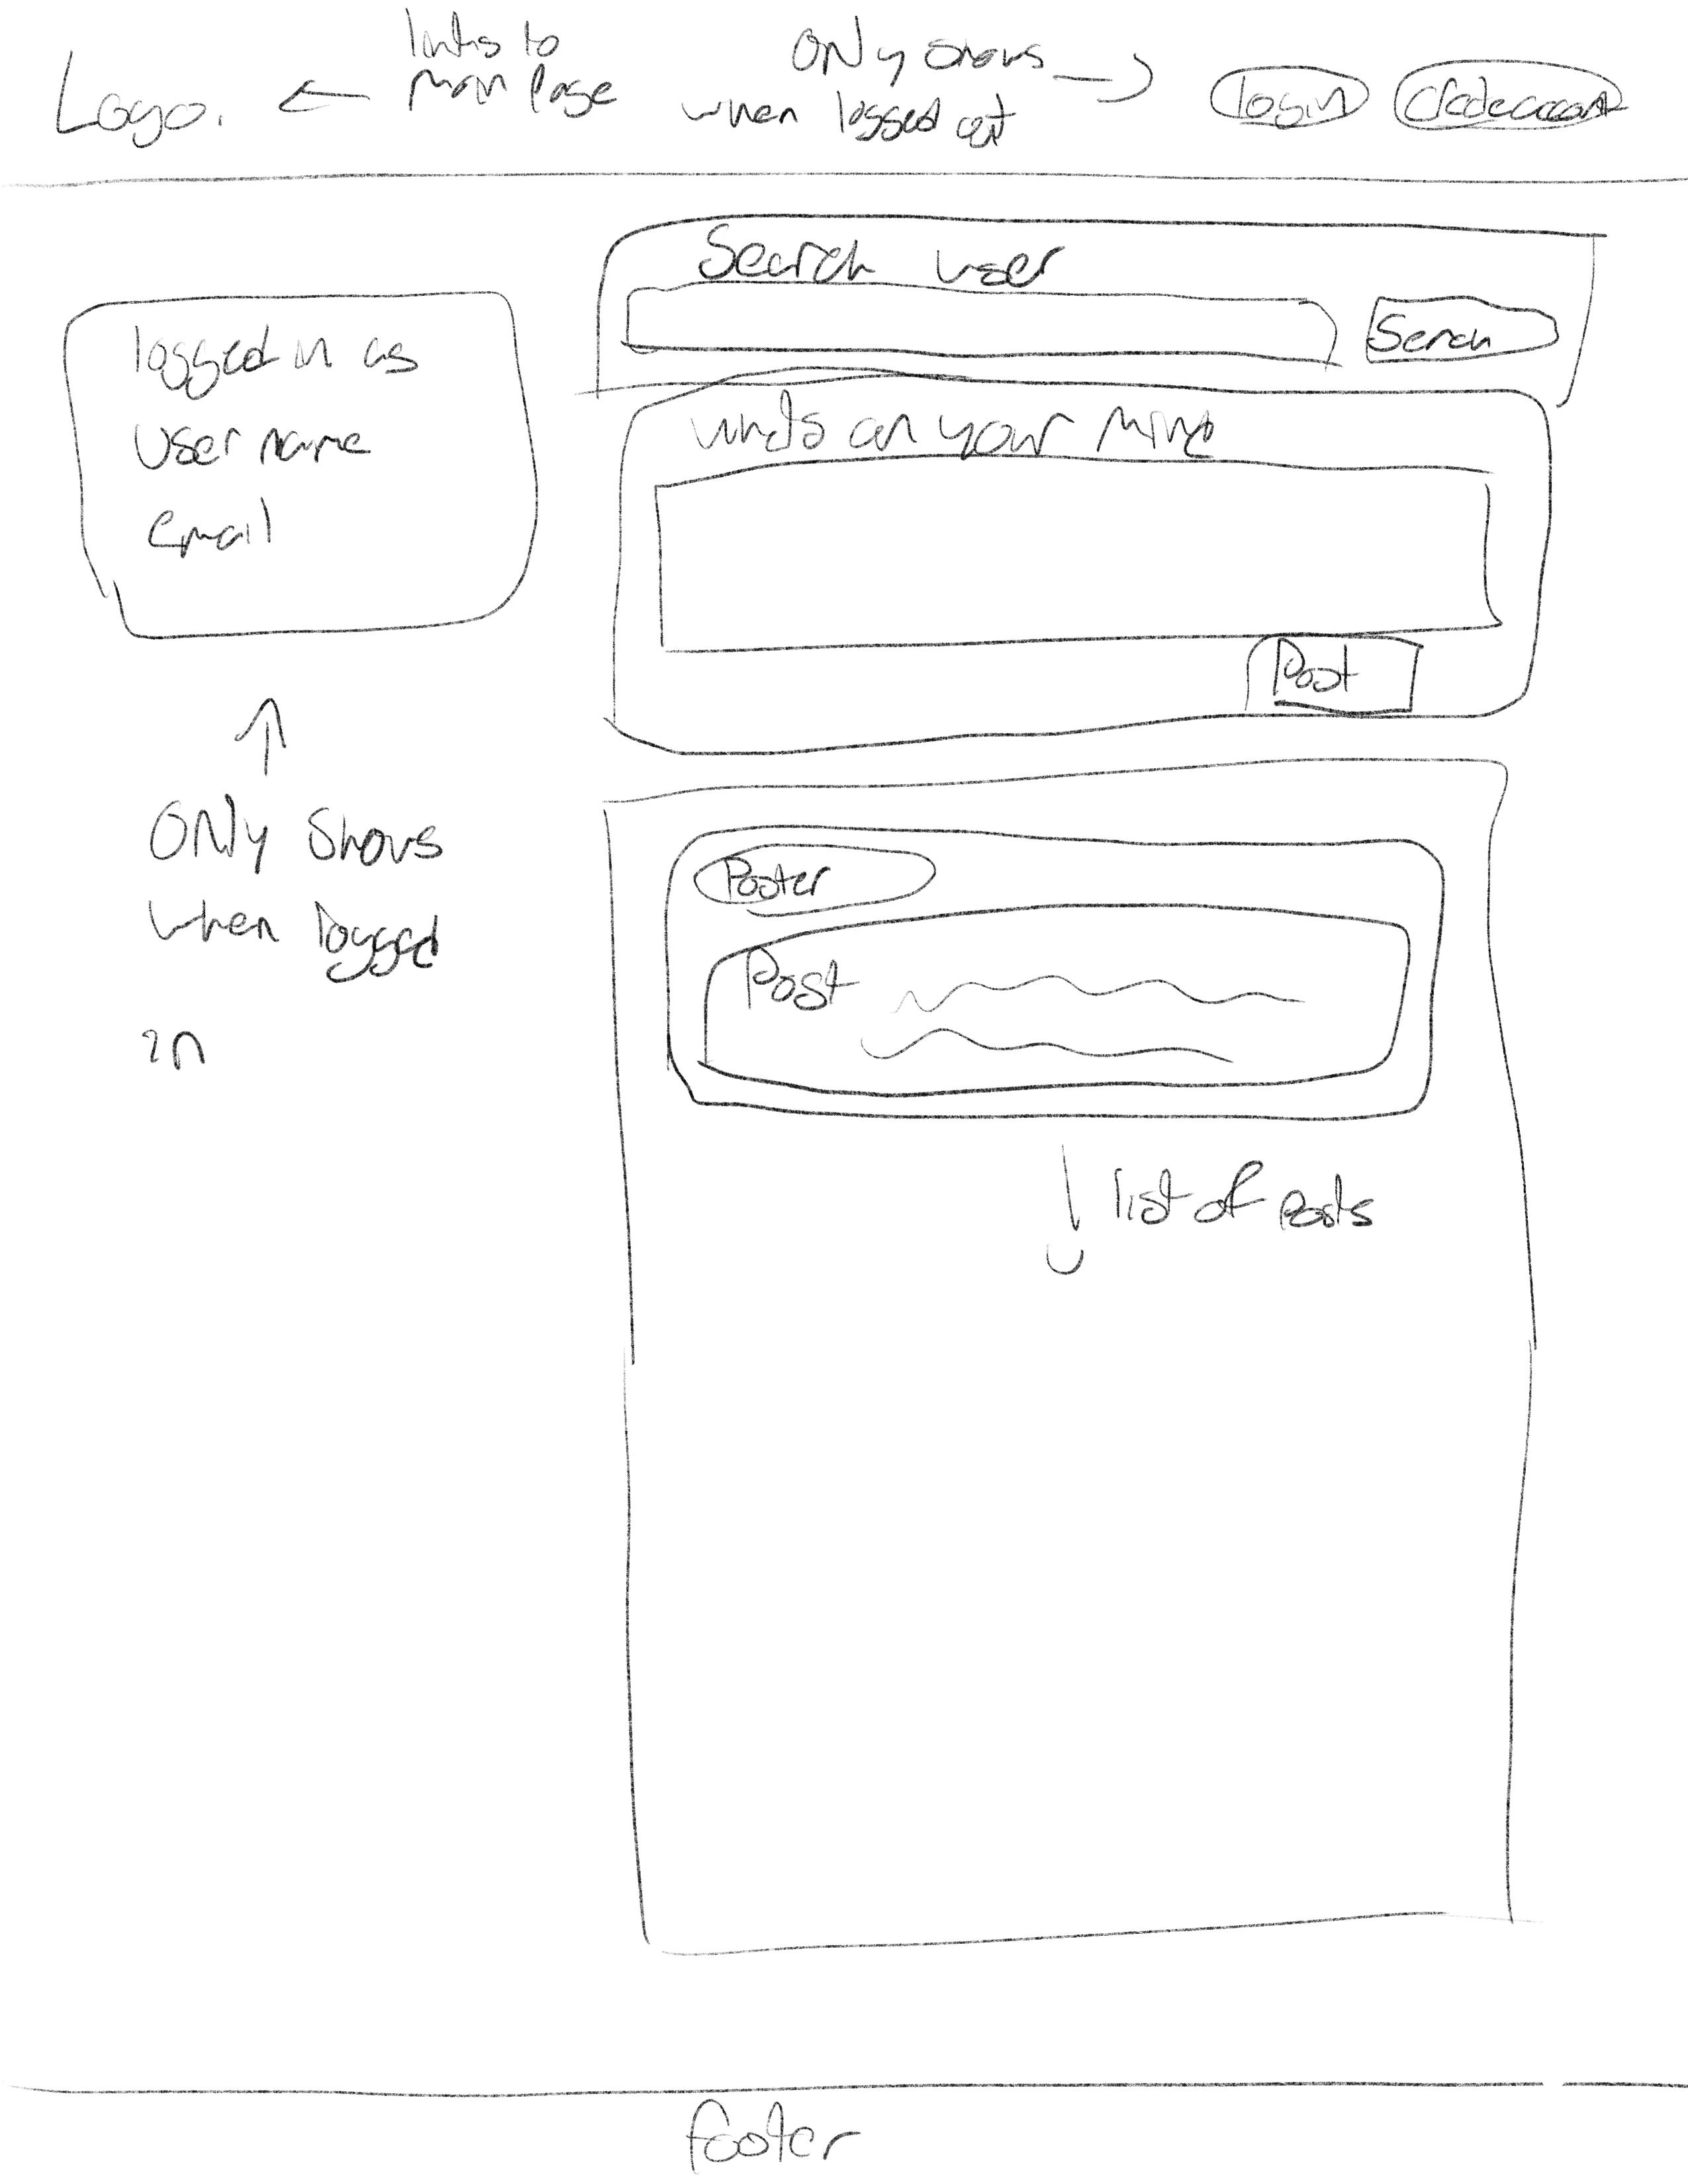 Logo.
links to
main page
ONly shows
when logged out
login
create account
Search user
Search
logged in as
User name
email
whats on your mind
Post
ONly shows
when logged
in
Poster
Post
list of posts
footer